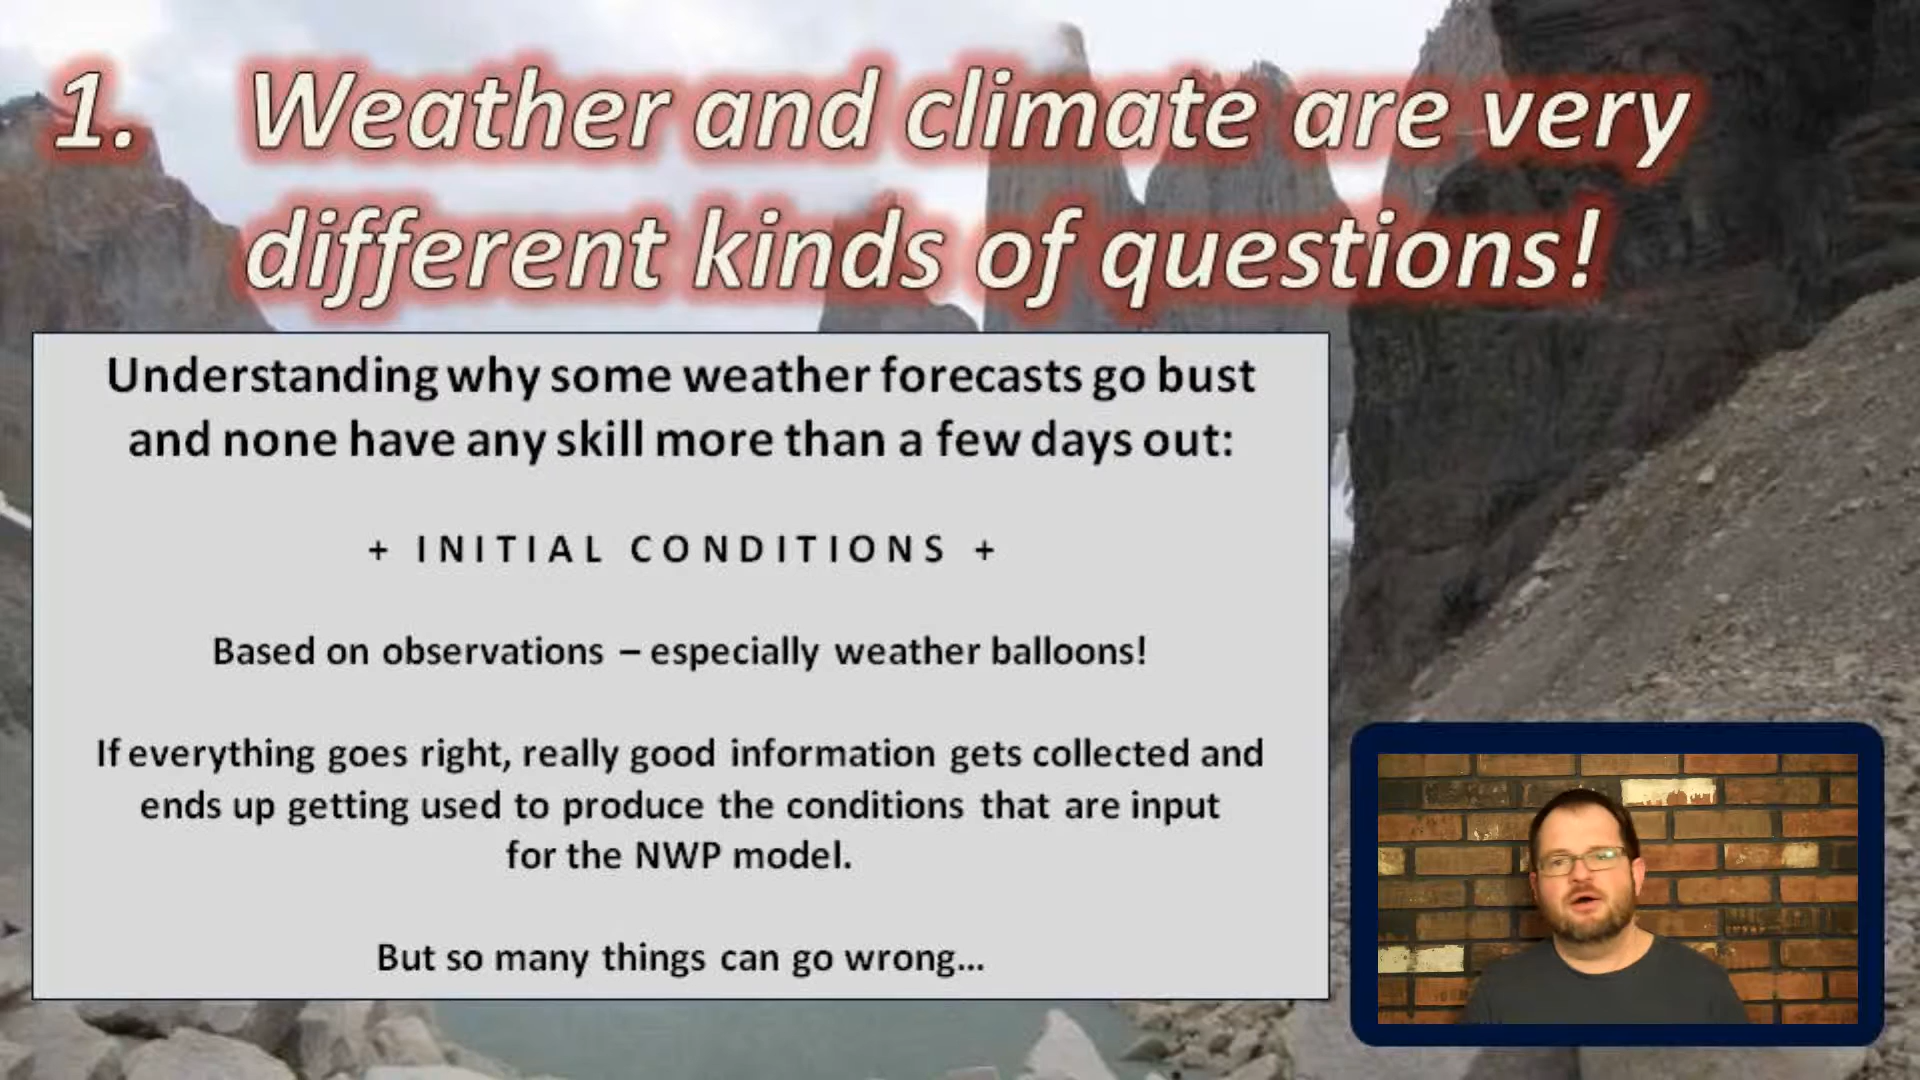 1. Weather and climate are very
different kinds of questions!
Understanding why some weather forecasts go bust
and none have any skill more than a few days out:
+ INITIAL CONDITIONS +
Based on observations – especially weather balloons!
If everything goes right, really good information gets collected and
ends up getting used to produce the conditions that are input
for the NWP model.
But so many things can go wrong...